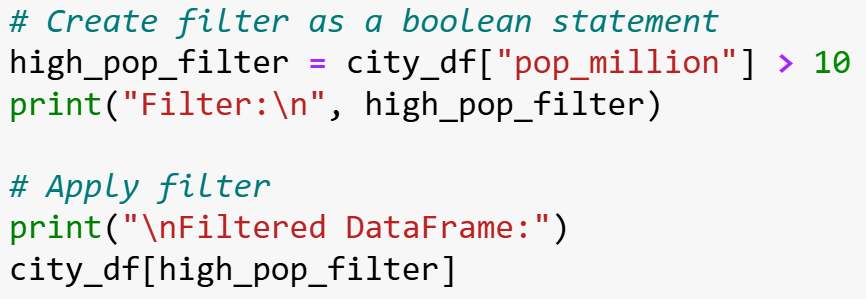 # Create filter as a boolean statement
high_pop_filter = city_df["pop_million"] > 10
print("Filter:\n", high_pop_filter)
# Apply filter
print("\nFiltered DataFrame:")
city_df[high_pop_filter]